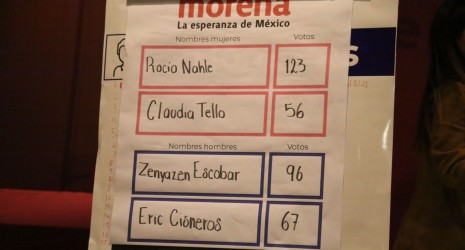 morena
La esperanza de México
Nombres mujeres Votos
Rocio Nahle 123
Claudia Tello 56
Nombres hombres Votos
Zenyazen Escobar 96
Eric Cisneros 67